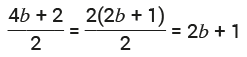 (4b + 2)/2 = 2(2b + 1)/2 = 2b + 1